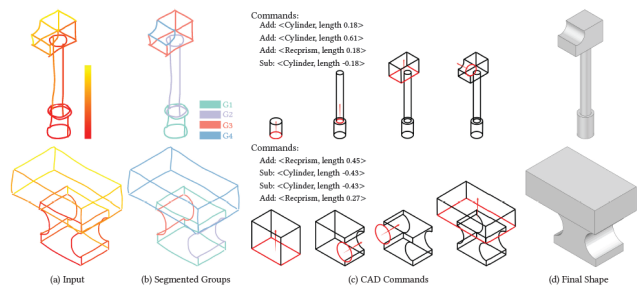 Commands:
Add: <Cylinder, length 0.18>
Add: <Cylinder, length 0.61>
Add: <Recprism, length 0.18>
Sub: <Cylinder, length -0.18>
G1
G2
G3
G4
Commands:
Add: <Recprism, length 0.45>
Sub: <Cylinder, length -0.43>
Sub: <Cylinder, length -0.43>
Add: <Recprism, length 0.27>
(a) Input
(b) Segmented Groups
(c) CAD Commands
(d) Final Shape